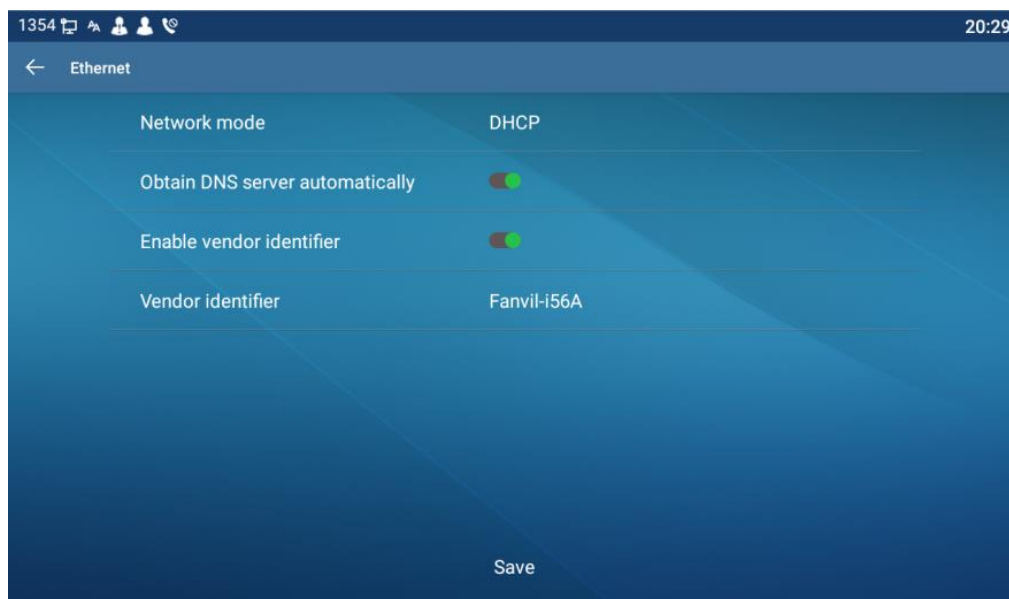 1354 20:29
Ethernet
Network mode DHCP
Obtain DNS server automatically
Enable vendor identifier
Vendor identifier Fanvil-i56A
Save